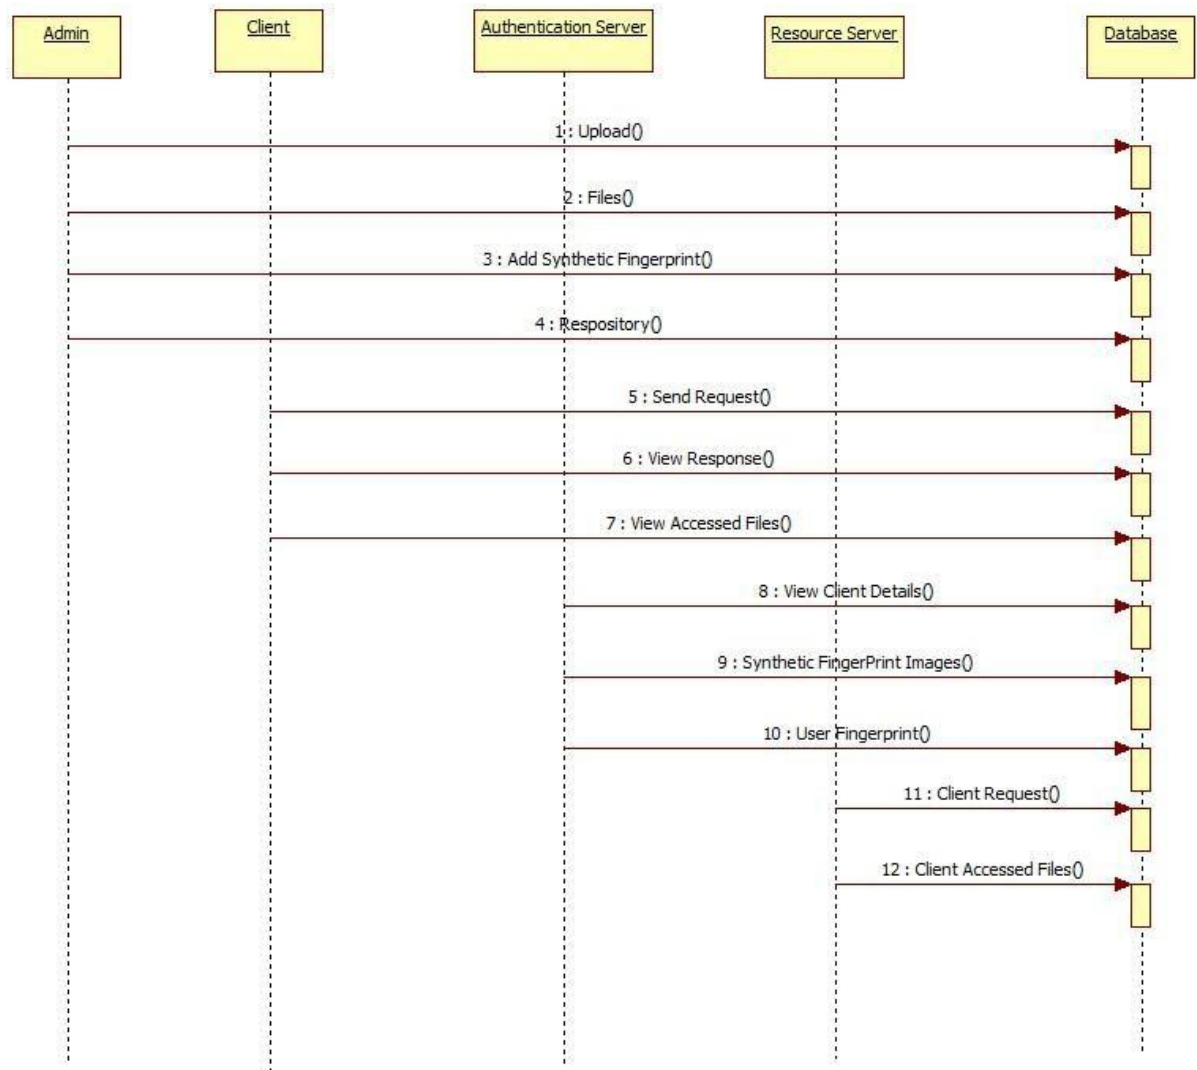 Admin
Client
Authentication Server
Resource Server
Database
1 : Upload()
2 : Files()
3 : Add Synthetic Fingerprint()
4 : Respository()
5 : Send Request()
6 : View Response()
7 : View Accessed Files()
8 : View Client Details()
9 : Synthetic FingerPrint Images()
10 : User Fingerprint()
11 : Client Request()
12 : Client Accessed Files()